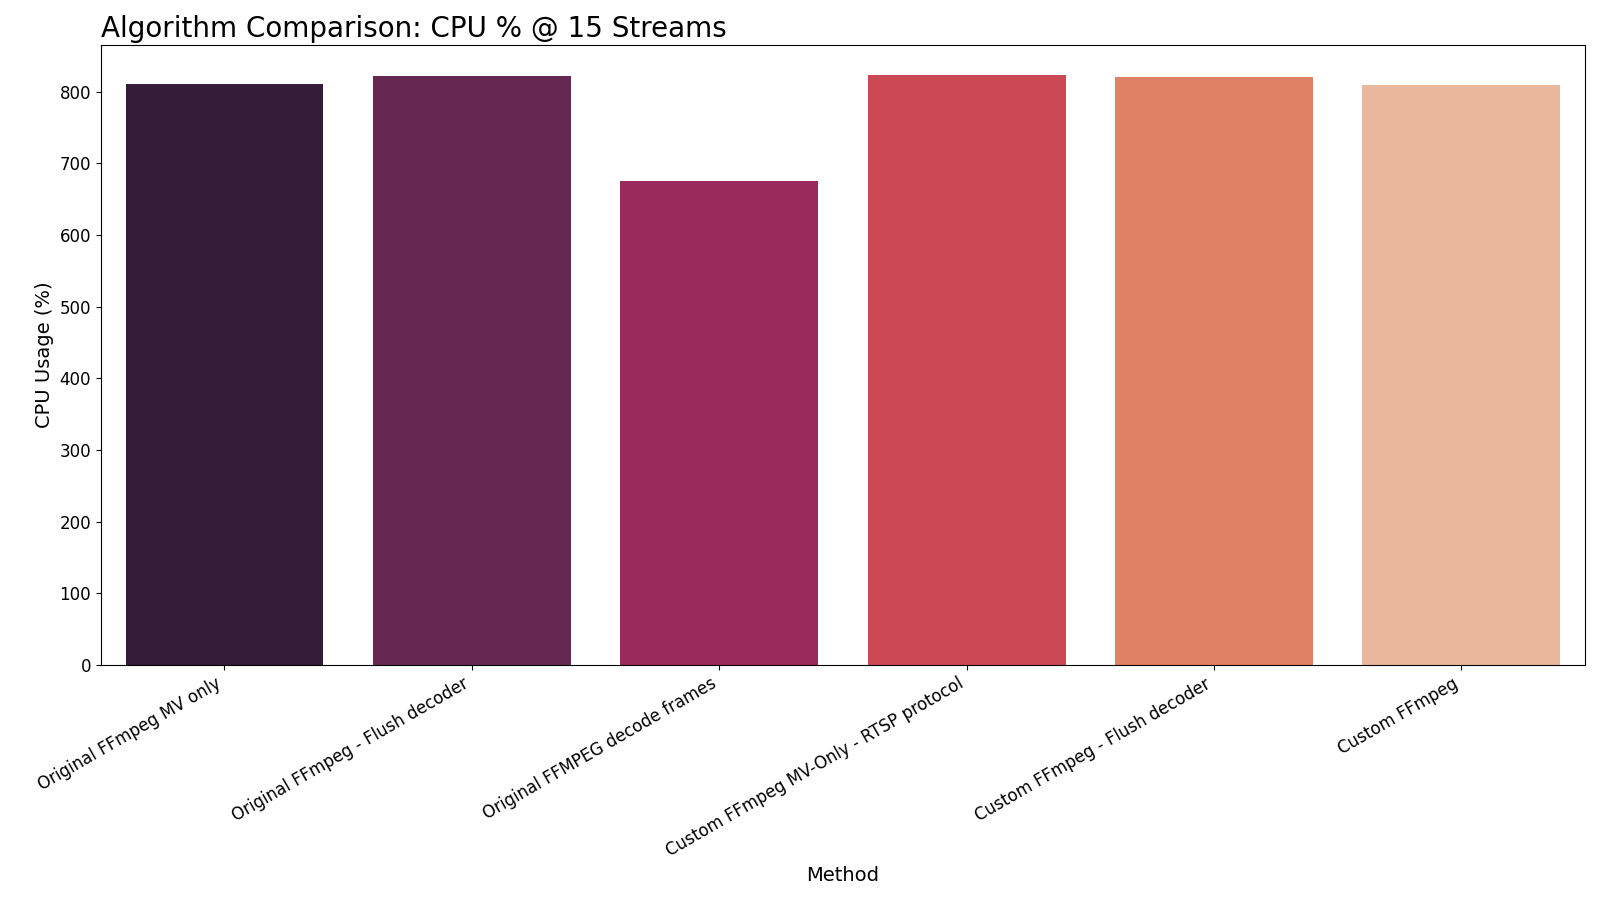 Algorithm Comparison: CPU % @ 15 Streams
CPU Usage (%)
800
700
600
500
400
300
200
100
0
Original FFmpeg MV only
Original FFmpeg - Flush decoder
Original FFMPEG decode frames
Custom FFmpeg MV-Only - RTSP protocol
Custom FFmpeg - Flush decoder
Custom FFmpeg
Method